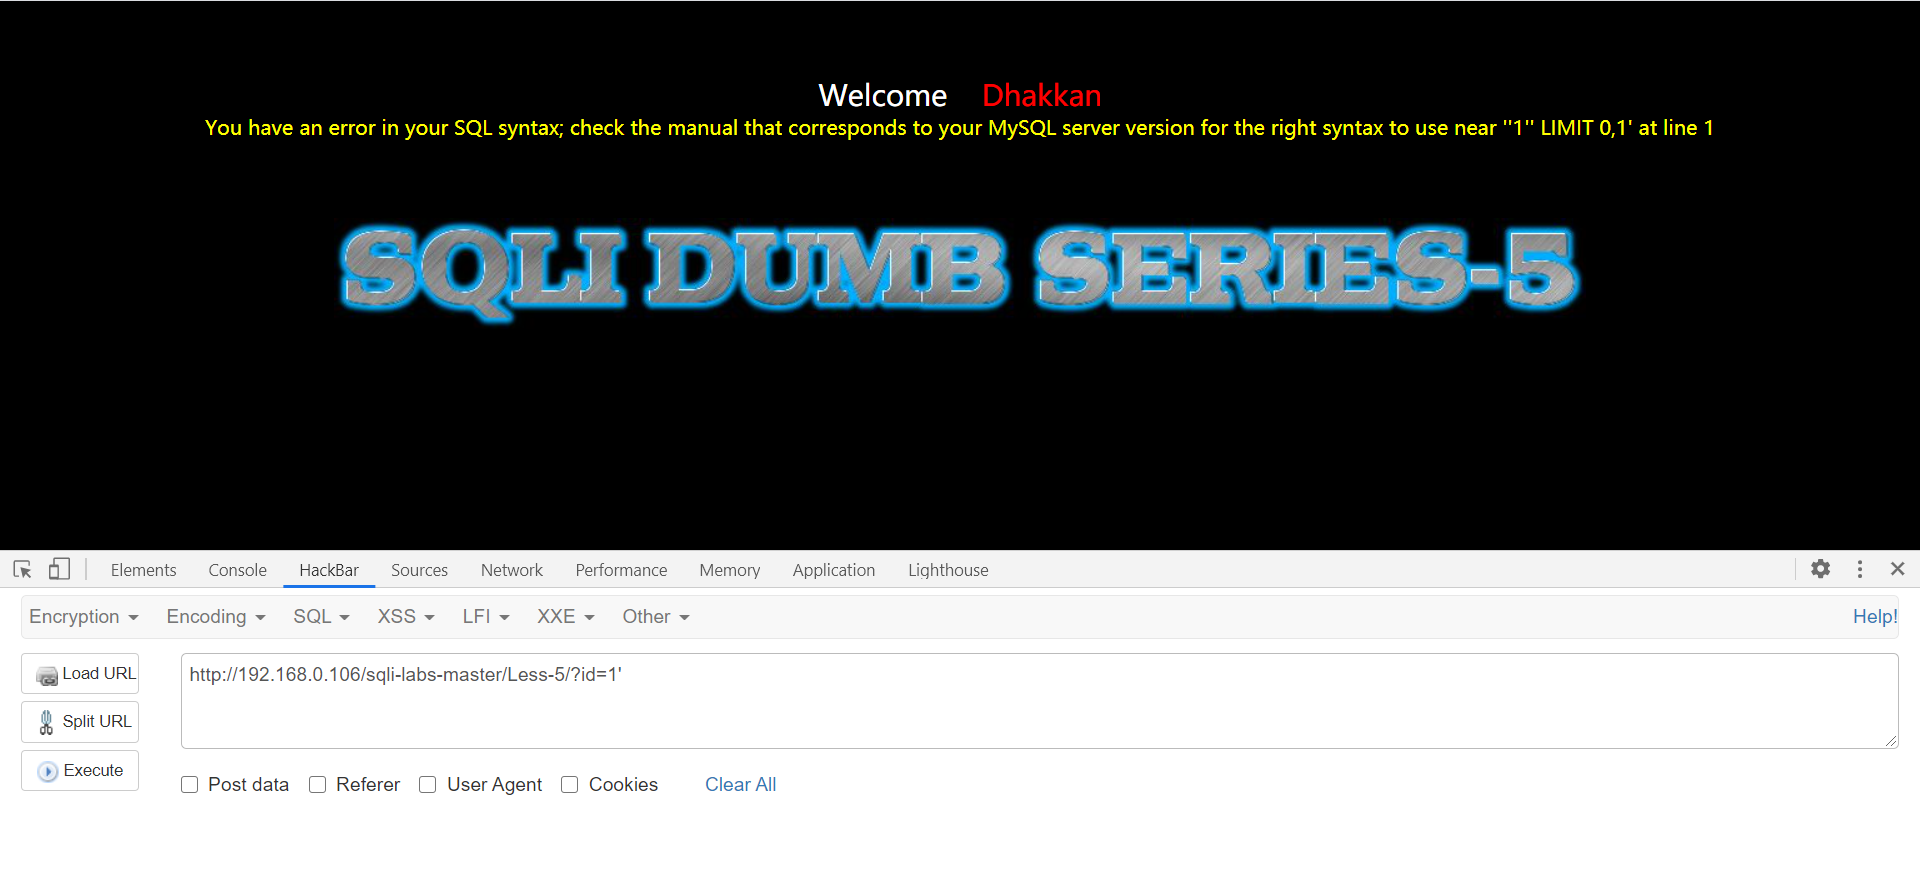 Welcome Dhakkan
You have an error in your SQL syntax; check the manual that corresponds to your MySQL server version for the right syntax to use near ''1'' LIMIT 0,1' at line 1
SQLI DUMB SERIES-5
Elements Console HackBar Sources Network Performance Memory Application Lighthouse
Encryption Encoding SQL XSS LFI XXE Other Help!
Load URL http://192.168.0.106/sqli-labs-master/Less-5/?id=1'
Split URL
Execute
Post data Referer User Agent Cookies Clear All